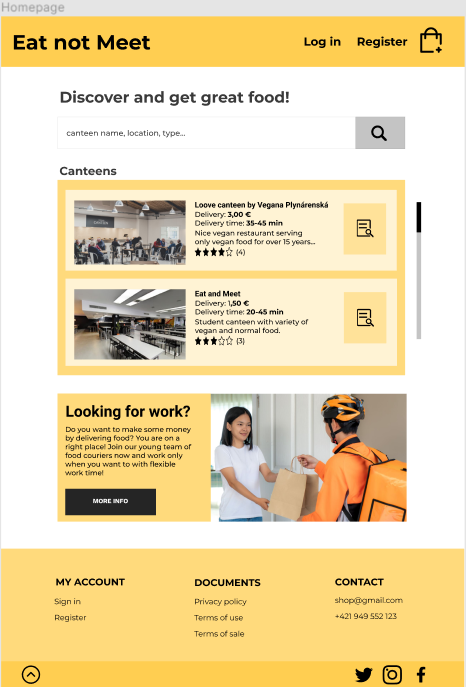 Homepage
Eat not Meet
Log in
Register
Discover and get great food!
canteen name, location, type...
Canteens
Loove canteen by Vegana Plynárenská
Delivery: 3,00 €
Delivery time: 35-45 min
Nice vegan restaurant serving
only vegan food for over 15 years...
(4)
Eat and Meet
Delivery: 1,50 €
Delivery time: 20-45 min
Student canteen with variety of
vegan and normal food.
(3)
Looking for work?
Do you want to make some money
by delivering food? You are on a
right place! Join our young team of
food couriers now and work only
when you want to with flexible
work time!
MORE INFO
MY ACCOUNT
Sign in
Register
DOCUMENTS
Privacy policy
Terms of use
Terms of sale
CONTACT
shop@gmail.com
+421 949 552 123